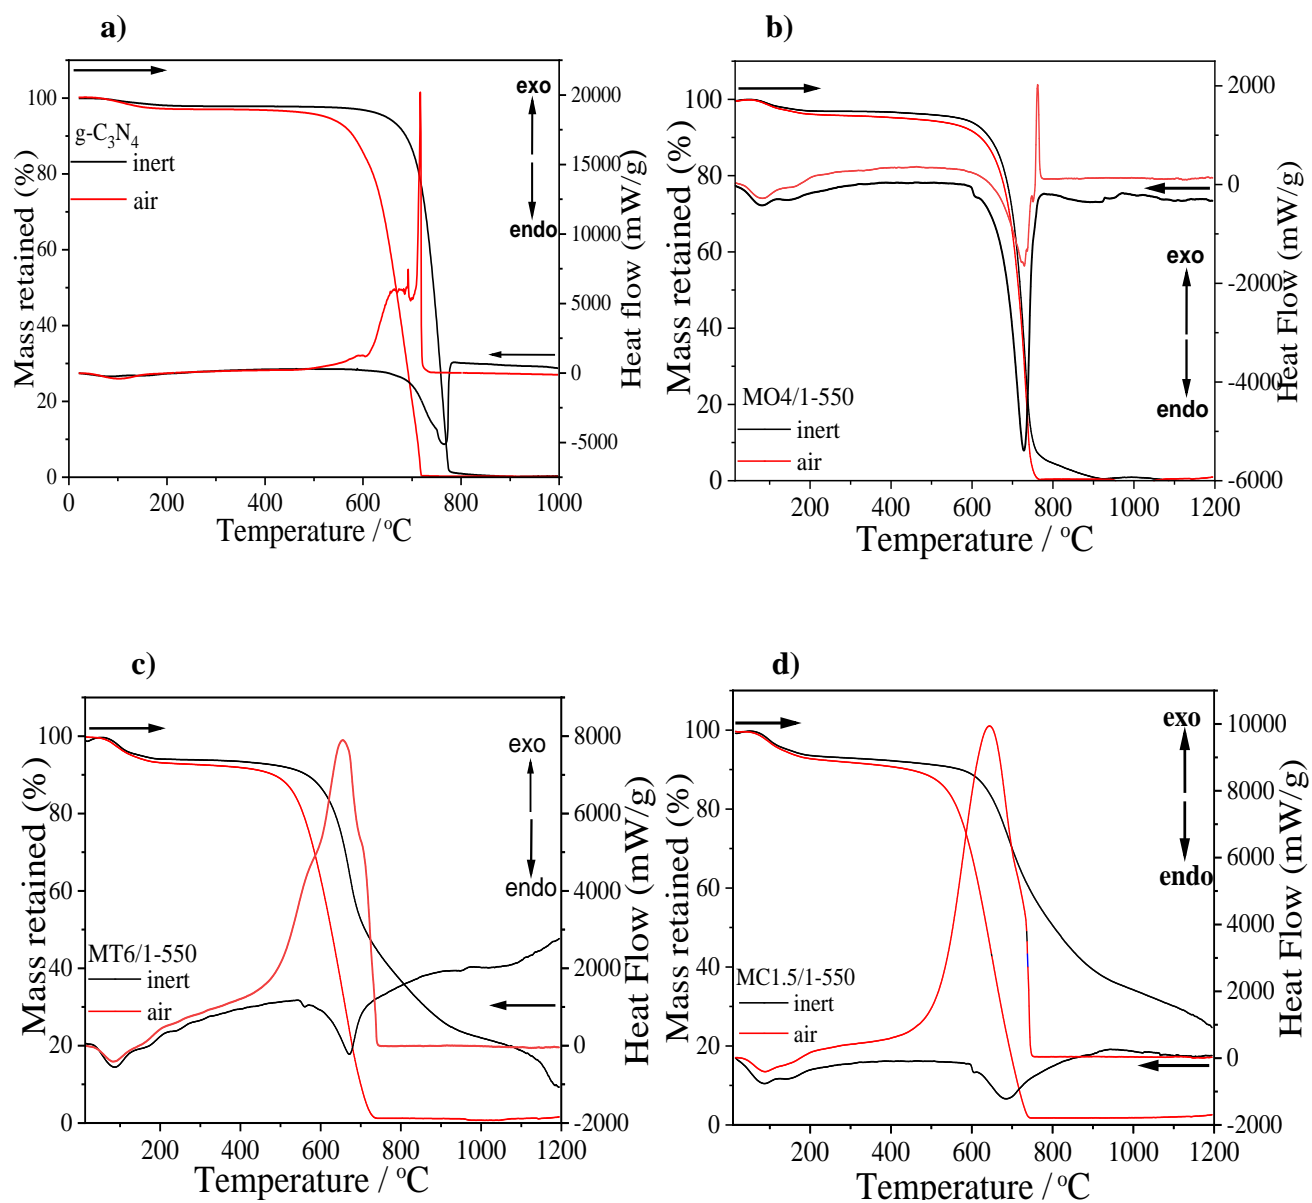 a)
exo
endo
g-C₃N₄
inert
air
100
80
60
40
20
0
20000
15000
10000
5000
0
-5000
0 200 400 600 800 1000
Mass retained (%)
Heat flow (mW/g)
Temperature / °C
b)
exo
endo
MO4/1-550
inert
air
100
80
60
40
20
0
2000
0
-2000
-4000
-6000
200 400 600 800 1000 1200
Mass retained (%)
Heat Flow (mW/g)
Temperature / °C
c)
exo
endo
MT6/1-550
inert
air
100
80
60
40
20
0
8000
6000
4000
2000
0
-2000
200 400 600 800 1000 1200
Mass retained (%)
Heat Flow (mW/g)
Temperature / °C
d)
exo
endo
MC1.5/1-550
inert
air
100
80
60
40
20
0
10000
8000
6000
4000
2000
0
-2000
200 400 600 800 1000 1200
Mass retained (%)
Heat Flow (mW/g)
Temperature / °C